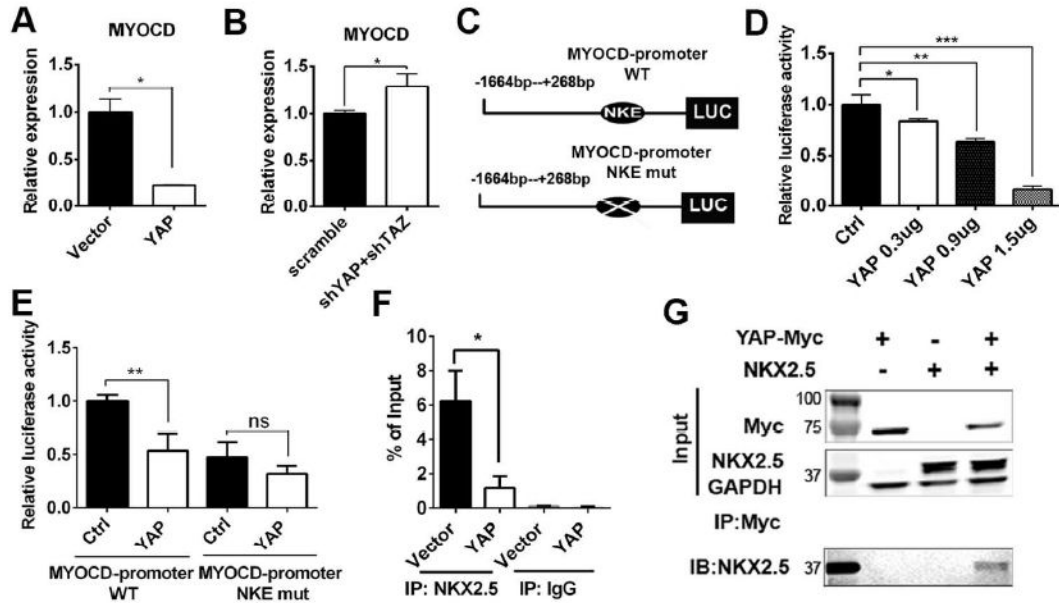 A
MYOCD
Relative expression
1.5
1.0
0.5
0.0
*
Vector
YAP
B
MYOCD
Relative expression
1.5
1.0
0.5
0.0
*
scramble
shYAP+shTAZ
C
MYOCD-promoter
WT
-1664bp--+268bp
NKE
LUC
MYOCD-promoter
NKE mut
-1664bp--+268bp
LUC
D
Relative luciferase activity
1.5
1.0
0.5
0.0
***
**
*
Ctrl
YAP 0.3ug
YAP 0.9ug
YAP 1.5ug
E
Relative luciferase activity
1.5
1.0
0.5
0.0
**
ns
Ctrl
YAP
Ctrl
YAP
MYOCD-promoter
WT
MYOCD-promoter
NKE mut
F
% of Input
10
8
6
4
2
0
*
Vector
YAP
Vector
YAP
IP: NKX2.5
IP: IgG
G
YAP-Myc + - +
NKX2.5 - + +
Input
100
Myc 75
NKX2.5 37
GAPDH
IP:Myc
IB:NKX2.5 37